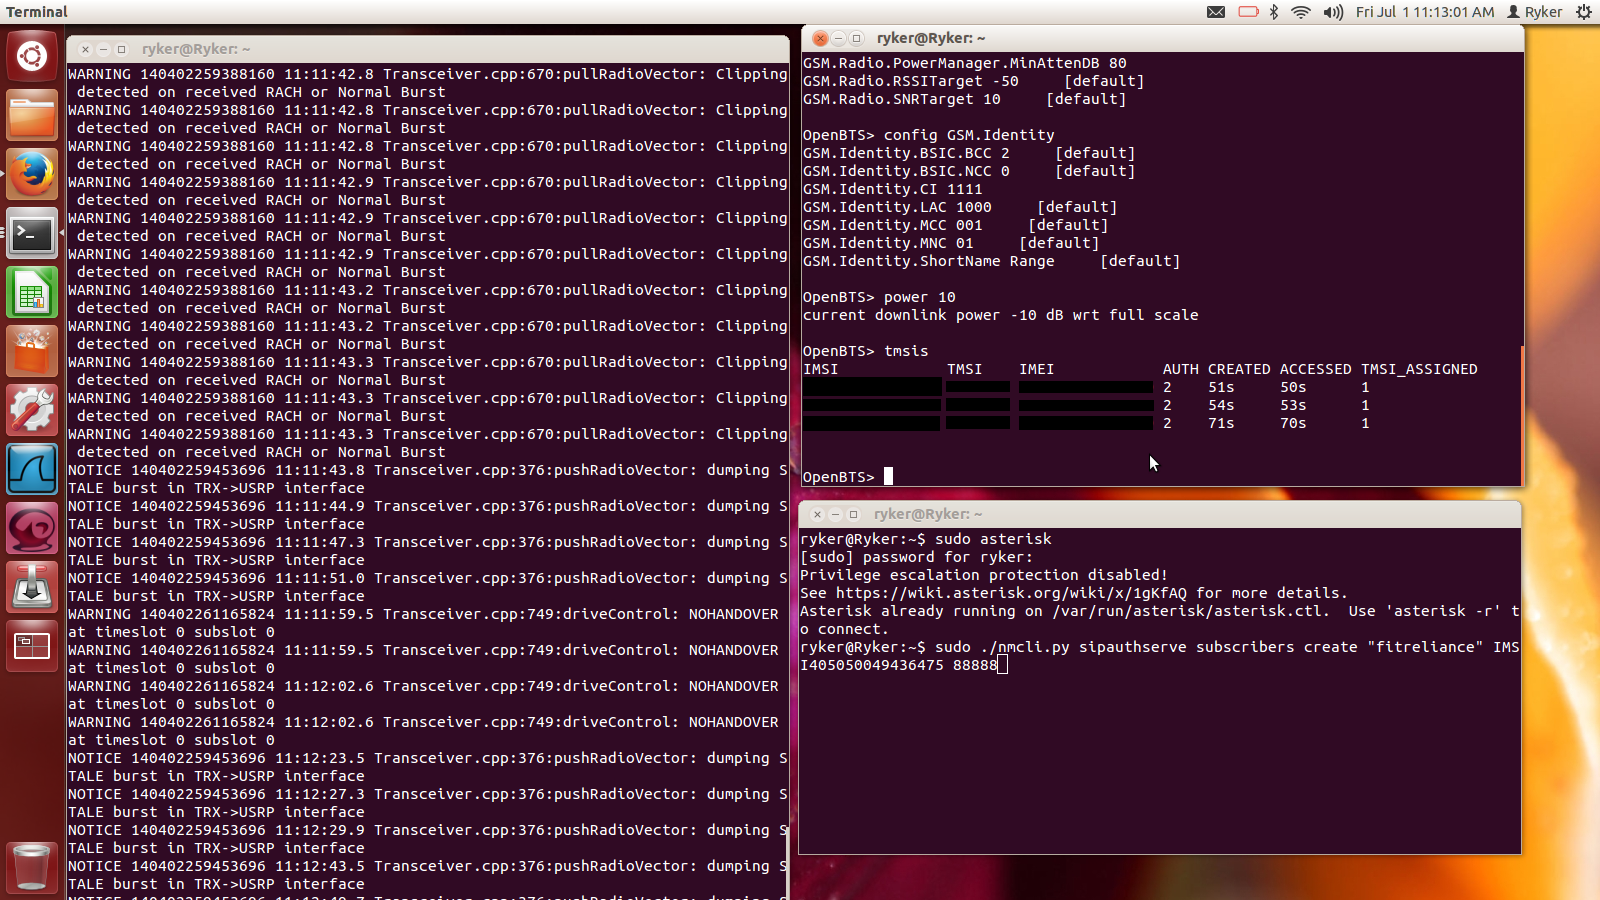 Terminal
Fri Jul 1 11:13:01 AM Ryker
ryker@Ryker: ~
WARNING 140402259388160 11:11:42.8 Transceiver.cpp:670:pullRadioVector: Clipping
detected on received RACH or Normal Burst
WARNING 140402259388160 11:11:42.8 Transceiver.cpp:670:pullRadioVector: Clipping
detected on received RACH or Normal Burst
WARNING 140402259388160 11:11:42.8 Transceiver.cpp:670:pullRadioVector: Clipping
detected on received RACH or Normal Burst
WARNING 140402259388160 11:11:42.9 Transceiver.cpp:670:pullRadioVector: Clipping
detected on received RACH or Normal Burst
WARNING 140402259388160 11:11:42.9 Transceiver.cpp:670:pullRadioVector: Clipping
detected on received RACH or Normal Burst
WARNING 140402259388160 11:11:42.9 Transceiver.cpp:670:pullRadioVector: Clipping
detected on received RACH or Normal Burst
WARNING 140402259388160 11:11:43.2 Transceiver.cpp:670:pullRadioVector: Clipping
detected on received RACH or Normal Burst
WARNING 140402259388160 11:11:43.2 Transceiver.cpp:670:pullRadioVector: Clipping
detected on received RACH or Normal Burst
WARNING 140402259388160 11:11:43.3 Transceiver.cpp:670:pullRadioVector: Clipping
detected on received RACH or Normal Burst
WARNING 140402259388160 11:11:43.3 Transceiver.cpp:670:pullRadioVector: Clipping
detected on received RACH or Normal Burst
WARNING 140402259388160 11:11:43.3 Transceiver.cpp:670:pullRadioVector: Clipping
detected on received RACH or Normal Burst
NOTICE 140402259453696 11:11:43.8 Transceiver.cpp:376:pushRadioVector: dumping S
TALE burst in TRX->USRP interface
NOTICE 140402259453696 11:11:44.9 Transceiver.cpp:376:pushRadioVector: dumping S
TALE burst in TRX->USRP interface
NOTICE 140402259453696 11:11:47.3 Transceiver.cpp:376:pushRadioVector: dumping S
TALE burst in TRX->USRP interface
NOTICE 140402259453696 11:11:51.0 Transceiver.cpp:376:pushRadioVector: dumping S
TALE burst in TRX->USRP interface
WARNING 140402261165824 11:11:59.5 Transceiver.cpp:749:driveControl: NOHANDOVER
at timeslot 0 subslot 0
WARNING 140402261165824 11:11:59.5 Transceiver.cpp:749:driveControl: NOHANDOVER
at timeslot 0 subslot 0
WARNING 140402261165824 11:12:02.6 Transceiver.cpp:749:driveControl: NOHANDOVER
at timeslot 0 subslot 0
WARNING 140402261165824 11:12:02.6 Transceiver.cpp:749:driveControl: NOHANDOVER
at timeslot 0 subslot 0
NOTICE 140402259453696 11:12:23.5 Transceiver.cpp:376:pushRadioVector: dumping S
TALE burst in TRX->USRP interface
NOTICE 140402259453696 11:12:27.3 Transceiver.cpp:376:pushRadioVector: dumping S
TALE burst in TRX->USRP interface
NOTICE 140402259453696 11:12:29.9 Transceiver.cpp:376:pushRadioVector: dumping S
TALE burst in TRX->USRP interface
NOTICE 140402259453696 11:12:43.5 Transceiver.cpp:376:pushRadioVector: dumping S
TALE burst in TRX->USRP interface
ryker@Ryker: ~
GSM.Radio.PowerManager.MinAttenDB 80
GSM.Radio.RSSITarget -50 [default]
GSM.Radio.SNRTarget 10 [default]
OpenBTS> config GSM.Identity
GSM.Identity.BSIC.BCC 2 [default]
GSM.Identity.BSIC.NCC 0 [default]
GSM.Identity.CI 1111
GSM.Identity.LAC 1000 [default]
GSM.Identity.MCC 001 [default]
GSM.Identity.MNC 01 [default]
GSM.Identity.ShortName Range [default]
OpenBTS> power 10
current downlink power -10 dB wrt full scale
OpenBTS> tmsis
IMSI TMSI IMEI AUTH CREATED ACCESSED TMSI_ASSIGNED
2 51s 50s 1
2 54s 53s 1
2 71s 70s 1
OpenBTS>
ryker@Ryker: ~
ryker@Ryker:~$ sudo asterisk
[sudo] password for ryker:
Privilege escalation protection disabled!
See https://wiki.asterisk.org/wiki/x/1gKfAQ for more details.
Asterisk already running on /var/run/asterisk/asterisk.ctl. Use 'asterisk -r' t
o connect.
ryker@Ryker:~$ sudo ./nmcli.py sipauthserve subscribers create "fitreliance" IMS
I405050049436475 88888